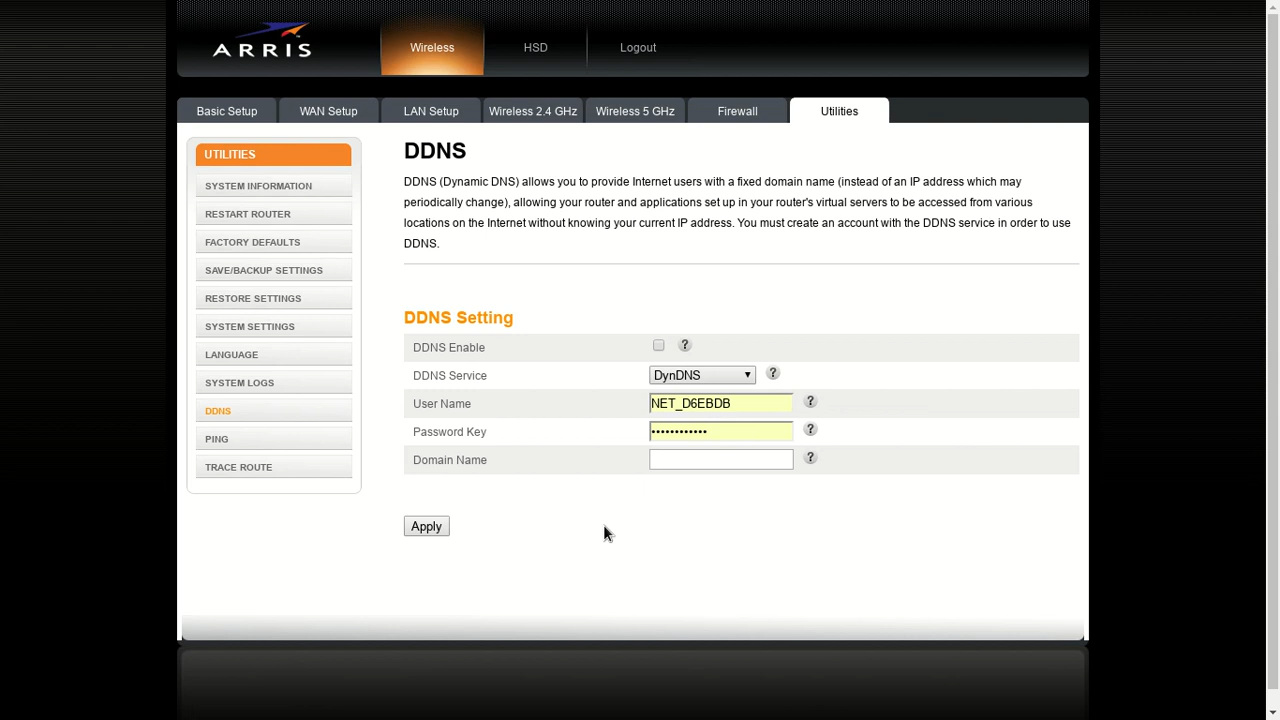 ARRIS
Wireless
HSD
Logout
Basic Setup
WAN Setup
LAN Setup
Wireless 2.4 GHz
Wireless 5 GHz
Firewall
Utilities
UTILITIES
SYSTEM INFORMATION
RESTART ROUTER
FACTORY DEFAULTS
SAVE/BACKUP SETTINGS
RESTORE SETTINGS
SYSTEM SETTINGS
LANGUAGE
SYSTEM LOGS
DDNS
PING
TRACE ROUTE
DDNS
DDNS (Dynamic DNS) allows you to provide Internet users with a fixed domain name (instead of an IP address which may
periodically change), allowing your router and applications set up in your router's virtual servers to be accessed from various
locations on the Internet without knowing your current IP address. You must create an account with the DDNS service in order to use
DDNS.
DDNS Setting
DDNS Enable ?
DDNS Service DynDNS ?
User Name NET_D6EBDB ?
Password Key •••••••••••• ?
Domain Name ?
Apply